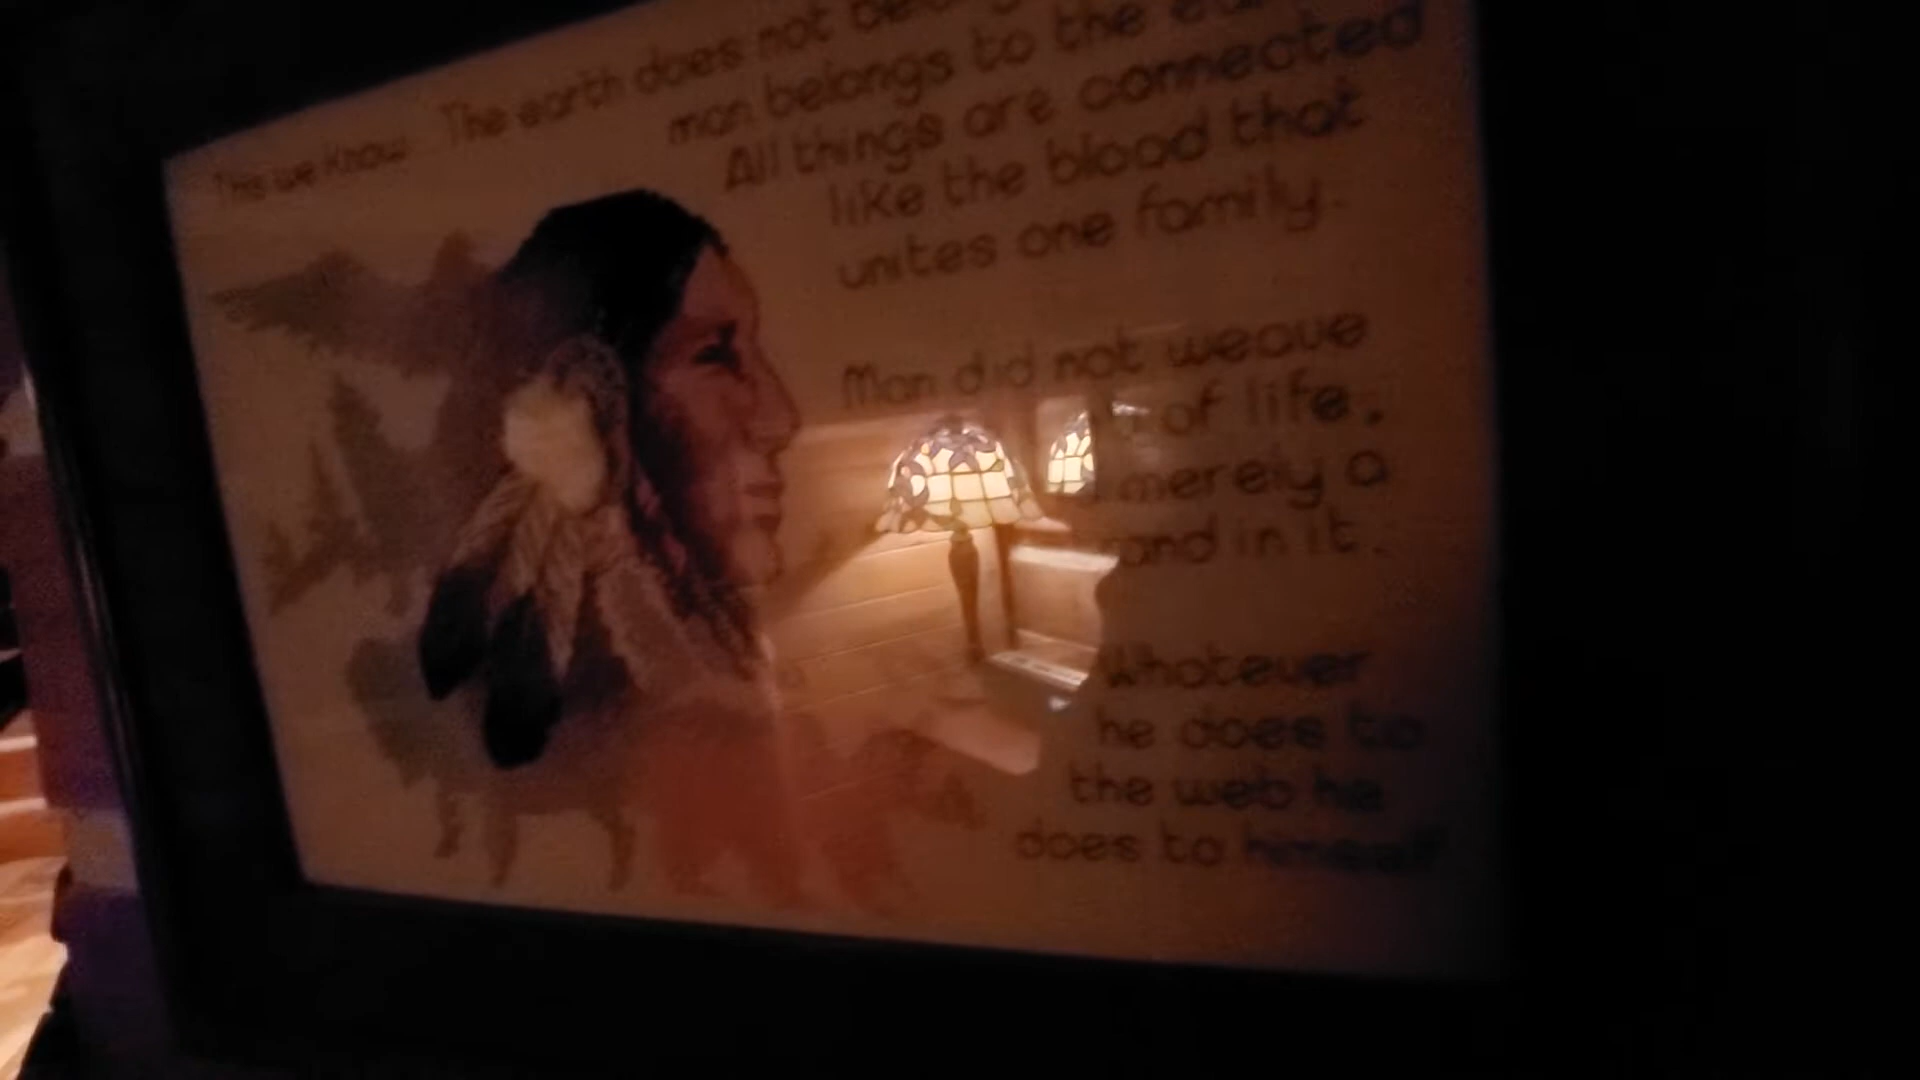 This we know. The earth does not
man belongs to the
All things are connected
like the blood that
unites one family.
Man did not weave
of life,
merely a
in it.
Whatever
he does to
the web he
does to himself